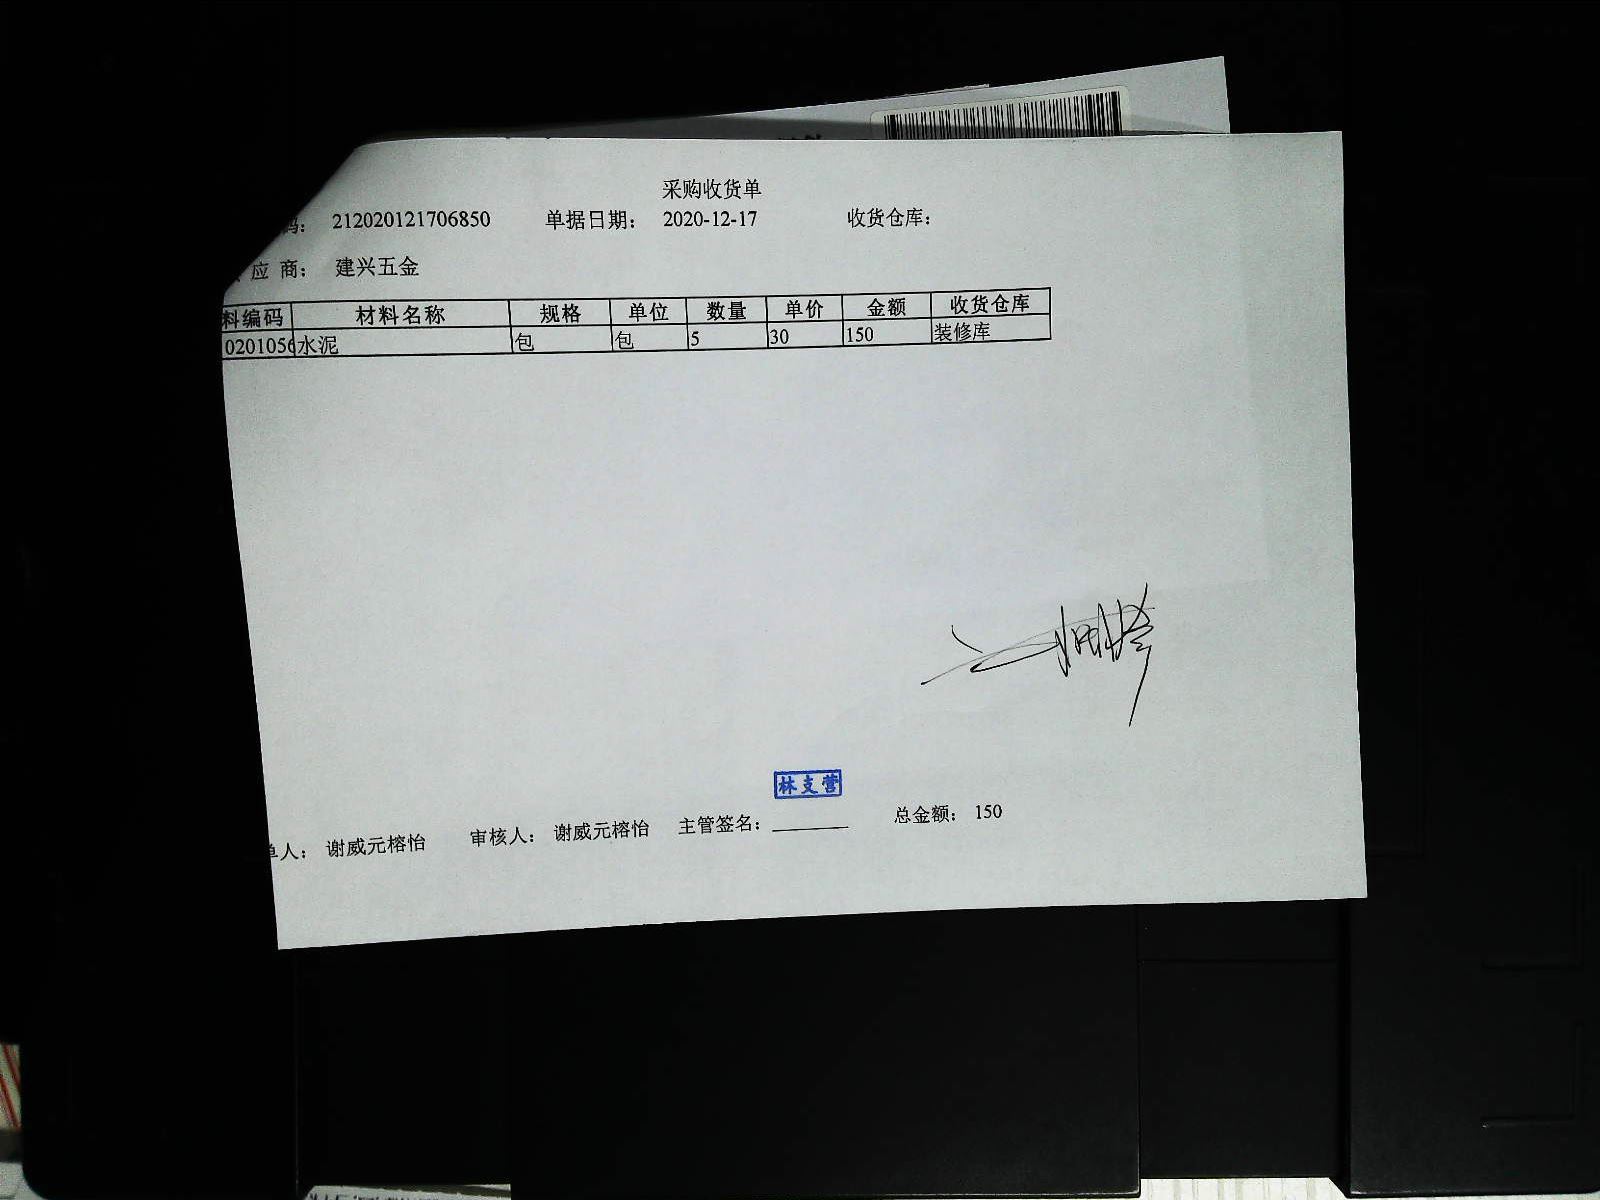 采购收货单
码： 212020121706850 单据日期： 2020-12-17 收货仓库：
应 商： 建兴五金
料编码 材料名称 规格 单位 数量 单价 金额 收货仓库
0201056 水泥 包 包 5 30 150 装修库
林支营
单人： 谢威元榕怡 审核人： 谢威元榕怡 主管签名： 总金额： 150